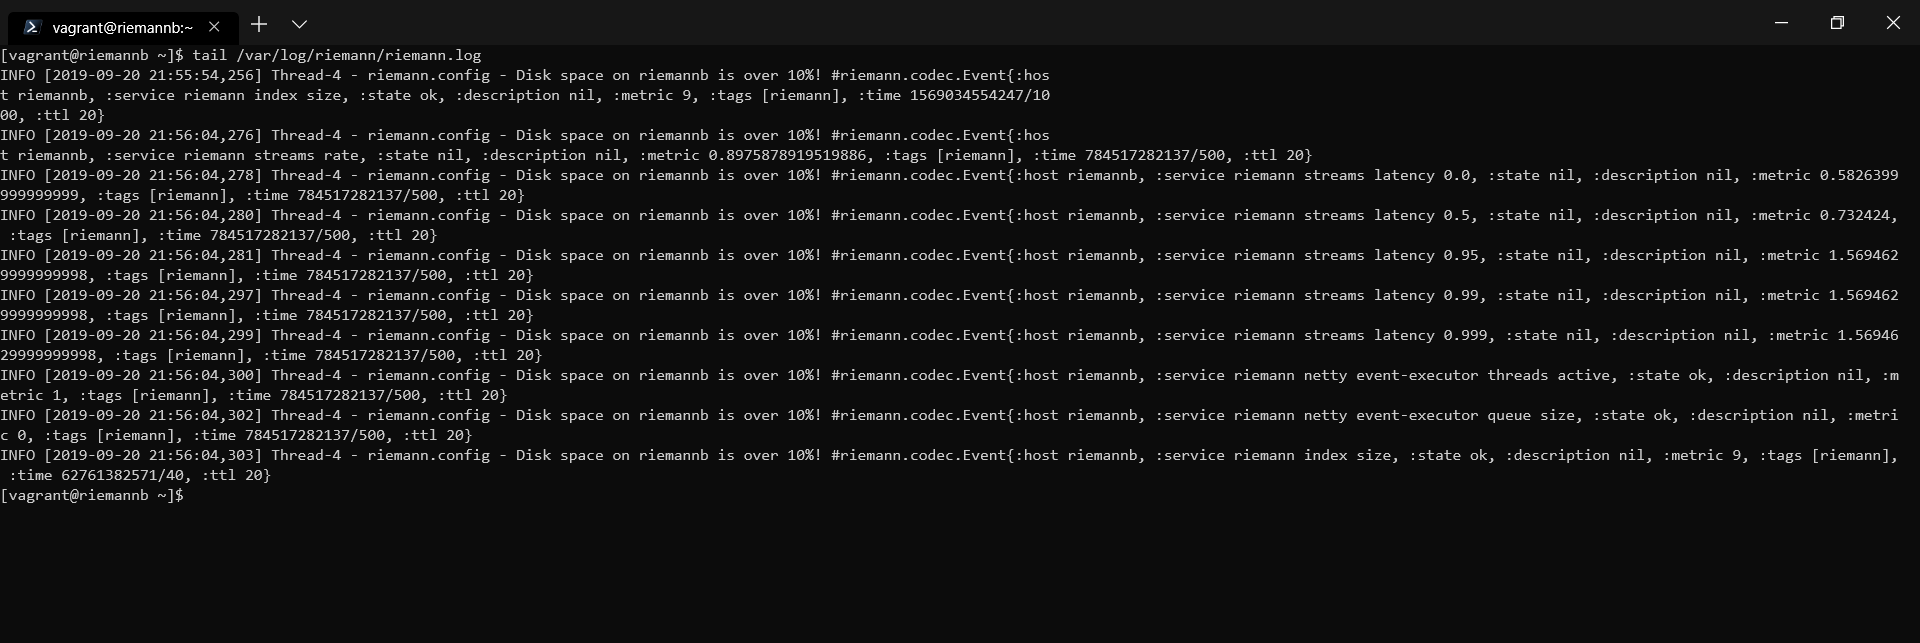 vagrant@riemannb:~
[vagrant@riemannb ~]$ tail /var/log/riemann/riemann.log
INFO [2019-09-20 21:55:54,256] Thread-4 - riemann.config - Disk space on riemannb is over 10%! #riemann.codec.Event{:hos
t riemannb, :service riemann index size, :state ok, :description nil, :metric 9, :tags [riemann], :time 1569034554247/10
00, :ttl 20}
INFO [2019-09-20 21:56:04,276] Thread-4 - riemann.config - Disk space on riemannb is over 10%! #riemann.codec.Event{:hos
t riemannb, :service riemann streams rate, :state nil, :description nil, :metric 0.8975878919519886, :tags [riemann], :time 784517282137/500, :ttl 20}
INFO [2019-09-20 21:56:04,278] Thread-4 - riemann.config - Disk space on riemannb is over 10%! #riemann.codec.Event{:host riemannb, :service riemann streams latency 0.0, :state nil, :description nil, :metric 0.5826399
999999999, :tags [riemann], :time 784517282137/500, :ttl 20}
INFO [2019-09-20 21:56:04,280] Thread-4 - riemann.config - Disk space on riemannb is over 10%! #riemann.codec.Event{:host riemannb, :service riemann streams latency 0.5, :state nil, :description nil, :metric 0.732424,
 :tags [riemann], :time 784517282137/500, :ttl 20}
INFO [2019-09-20 21:56:04,281] Thread-4 - riemann.config - Disk space on riemannb is over 10%! #riemann.codec.Event{:host riemannb, :service riemann streams latency 0.95, :state nil, :description nil, :metric 1.569462
9999999998, :tags [riemann], :time 784517282137/500, :ttl 20}
INFO [2019-09-20 21:56:04,297] Thread-4 - riemann.config - Disk space on riemannb is over 10%! #riemann.codec.Event{:host riemannb, :service riemann streams latency 0.99, :state nil, :description nil, :metric 1.569462
9999999998, :tags [riemann], :time 784517282137/500, :ttl 20}
INFO [2019-09-20 21:56:04,299] Thread-4 - riemann.config - Disk space on riemannb is over 10%! #riemann.codec.Event{:host riemannb, :service riemann streams latency 0.999, :state nil, :description nil, :metric 1.56946
29999999998, :tags [riemann], :time 784517282137/500, :ttl 20}
INFO [2019-09-20 21:56:04,300] Thread-4 - riemann.config - Disk space on riemannb is over 10%! #riemann.codec.Event{:host riemannb, :service riemann netty event-executor threads active, :state ok, :description nil, :m
etric 1, :tags [riemann], :time 784517282137/500, :ttl 20}
INFO [2019-09-20 21:56:04,302] Thread-4 - riemann.config - Disk space on riemannb is over 10%! #riemann.codec.Event{:host riemannb, :service riemann netty event-executor queue size, :state ok, :description nil, :metri
c 0, :tags [riemann], :time 784517282137/500, :ttl 20}
INFO [2019-09-20 21:56:04,303] Thread-4 - riemann.config - Disk space on riemannb is over 10%! #riemann.codec.Event{:host riemannb, :service riemann index size, :state ok, :description nil, :metric 9, :tags [riemann],
 :time 62761382571/40, :ttl 20}
[vagrant@riemannb ~]$